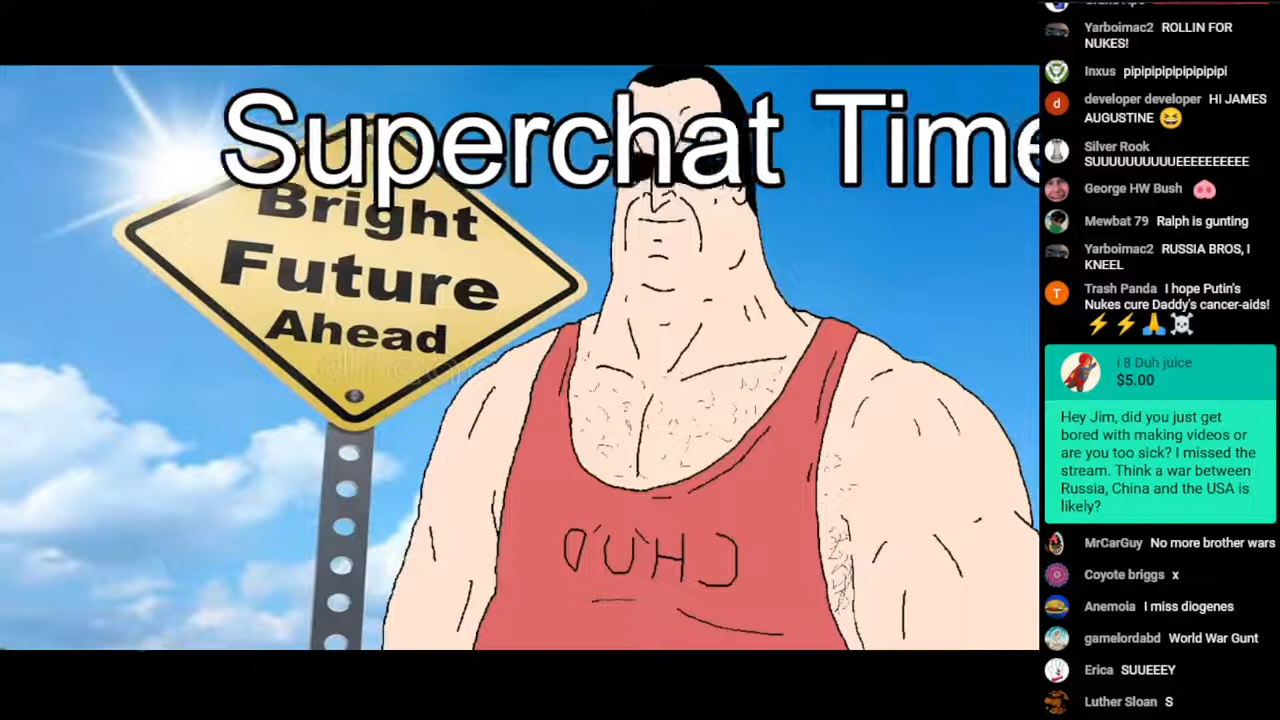 Superchat Time
Bright
Future
Ahead
CHUD
Yarboimac2 ROLLIN FOR
NUKES!
Inxus pipipipipipipipipi
developer developer HI JAMES
AUGUSTINE 😆
Silver Rook
SUUUUUUUUUUEEEEEEEEEE
George HW Bush 🐽
Mewbat 79 Ralph is gunting
Yarboimac2 RUSSIA BROS, I
KNEEL
Trash Panda I hope Putin's
Nukes cure Daddy's cancer-aids!
⚡⚡🙏☠️
i 8 Duh juice
$5.00
Hey Jim, did you just get
bored with making videos or
are you too sick? I missed the
stream. Think a war between
Russia, China and the USA is
likely?
MrCarGuy No more brother wars
Coyote briggs x
Anemoia I miss diogenes
gamelordabd World War Gunt
Erica SUUEEEY
Luther Sloan S